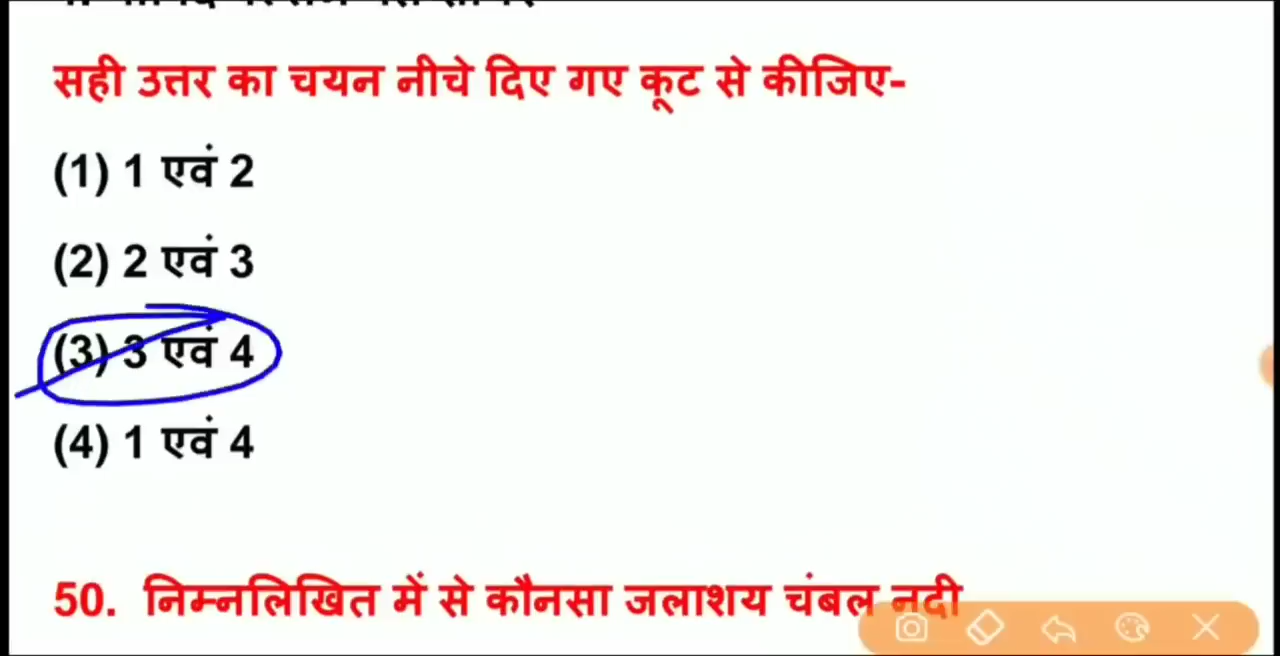 सही उत्तर का चयन नीचे दिए गए कूट से कीजिए-
(1) 1 एवं 2
(2) 2 एवं 3
(3) 3 एवं 4
(4) 1 एवं 4
50. निम्नलिखित में से कौनसा जलाशय चंबल नदी